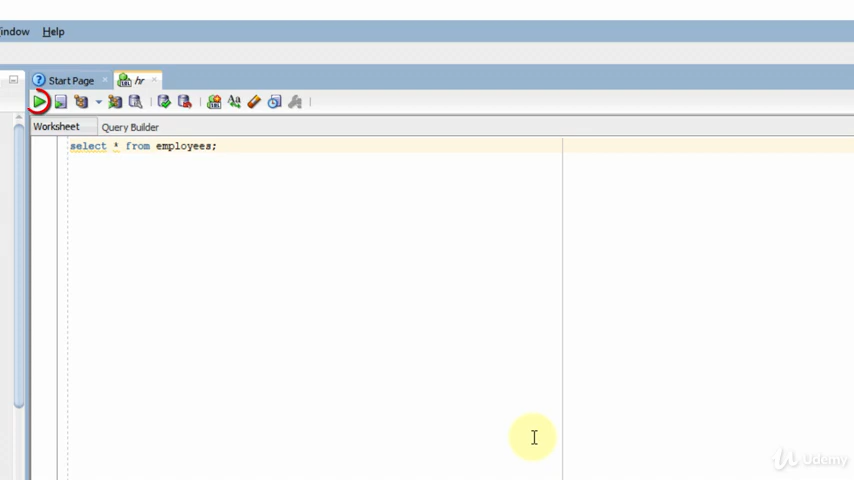 indow Help
Start Page hr
Worksheet Query Builder
select * from employees;
Udemy